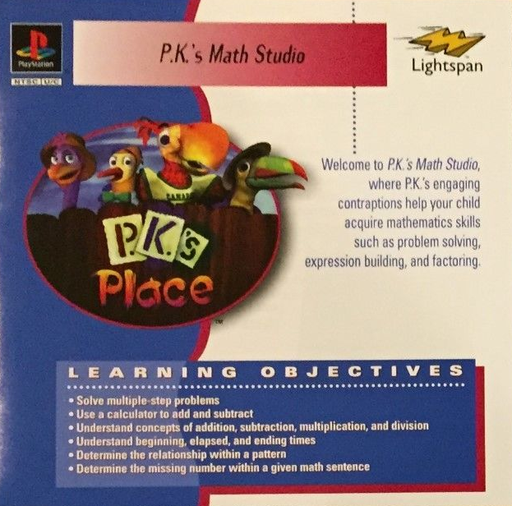 PlayStation
NTSC U/C
P.K.'s Math Studio
Lightspan
Welcome to P.K.'s Math Studio,
where P.K.'s engaging
contraptions help your child
acquire mathematics skills
such as problem solving,
expression building, and factoring.
P.K.'s
Place
TM
LEARNING OBJECTIVES
• Solve multiple-step problems
• Use a calculator to add and subtract
• Understand concepts of addition, subtraction, multiplication, and division
• Understand beginning, elapsed, and ending times
• Determine the relationship within a pattern
• Determine the missing number within a given math sentence